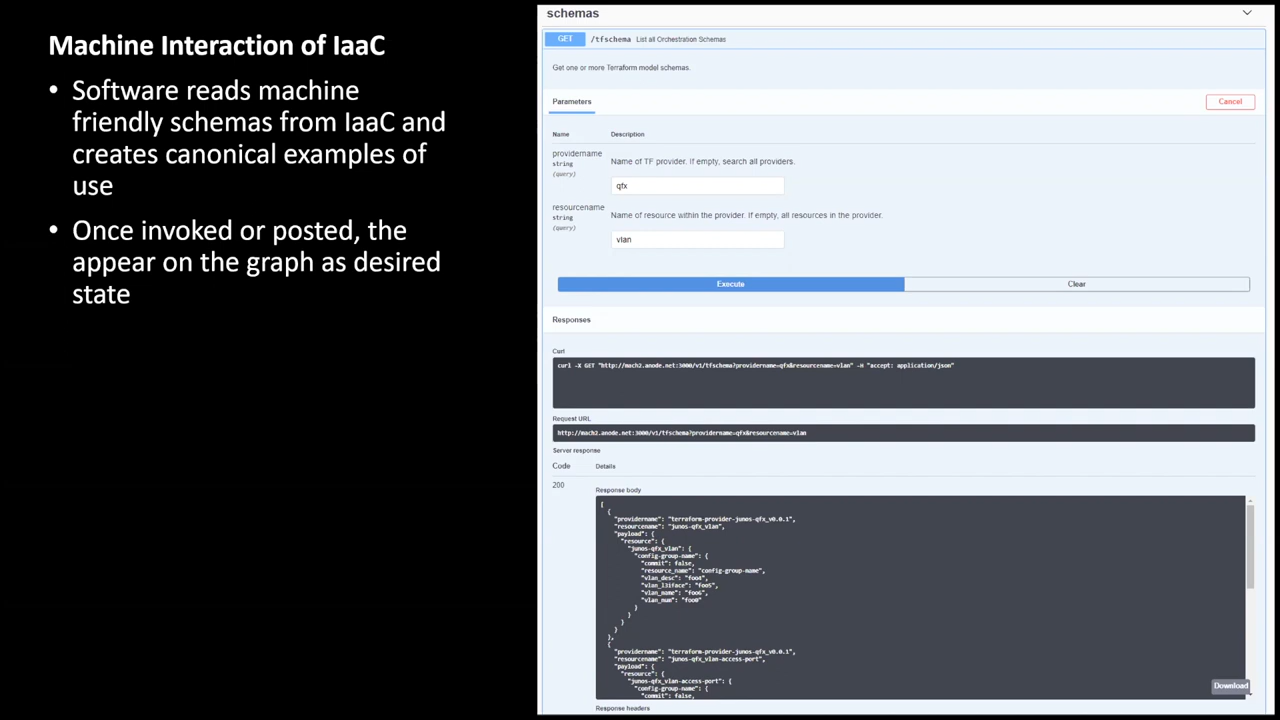 Machine Interaction of IaaC
• Software reads machine
friendly schemas from IaaC and
creates canonical examples of
use
• Once invoked or posted, the
appear on the graph as desired
state
schemas
GET /tfschema List all Orchestration Schemas
Get one or more Terraform model schemas.
Parameters
Cancel
Name Description
providername
string
(query)
Name of TF provider. If empty, search all providers.
qfx
resourcename
string
(query)
Name of resource within the provider. If empty, all resources in the provider.
vlan
Execute Clear
Responses
Curl
curl -X GET "http://mach2.anode.net:3000/v1/tfschema?providername=qfx&resourcename=vlan" -H "accept: application/json"
Request URL
http://mach2.anode.net:3000/v1/tfschema?providername=qfx&resourcename=vlan
Server response
Code Details
200
Response body
[
{
"providername": "terraform-provider-junos-qfx_v0.0.1",
"resourcename": "junos-qfx_vlan",
"payload": {
"resource": {
"junos-qfx_vlan": {
"config-group-name": {
"commit": false,
"resource_name": "config-group-name",
"vlan_desc": "foo4",
"vlan_l3iface": "foo5",
"vlan_name": "foo6",
"vlan_num": "foo0"
}
}
}
}
},
{
"providername": "terraform-provider-junos-qfx_v0.0.1",
"resourcename": "junos-qfx_vlan-access-port",
"payload": {
"resource": {
"junos-qfx_vlan-access-port": {
"config-group-name": {
"commit": false,
Download
Response headers